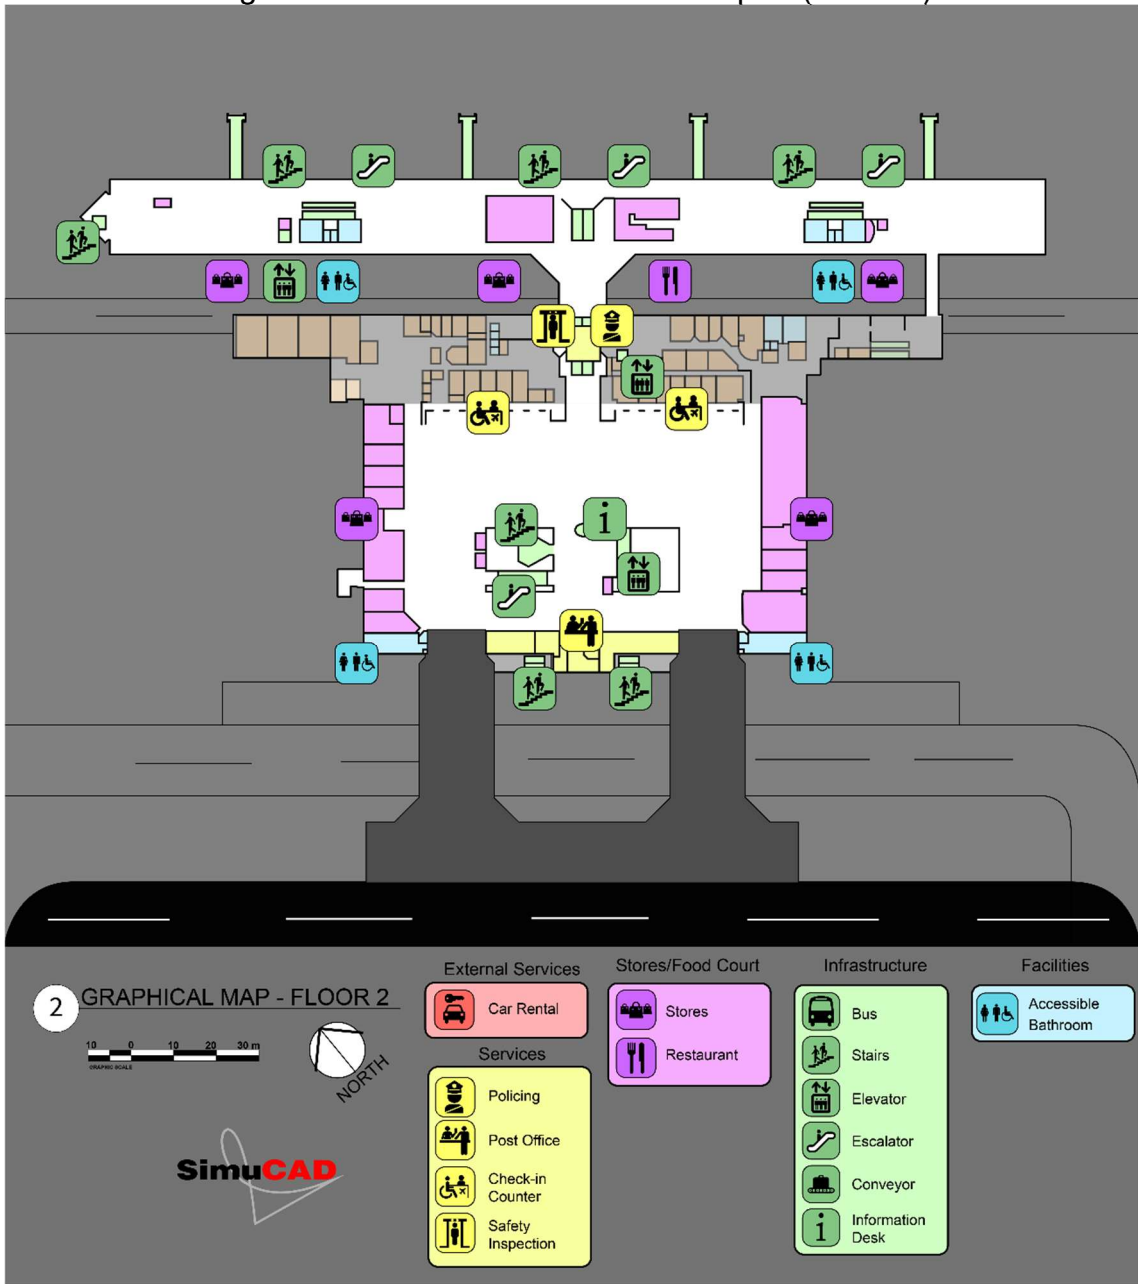 2
GRAPHICAL MAP - FLOOR 2
10 0 10 20 30 m
GRAPHIC SCALE
NORTH
SimuCAD
External Services
Car Rental
Services
Policing
Post Office
Check-in
Counter
Safety
Inspection
Stores/Food Court
Stores
Restaurant
Infrastructure
Bus
Stairs
Elevator
Escalator
Conveyor
Information
Desk
Facilities
Accessible
Bathroom